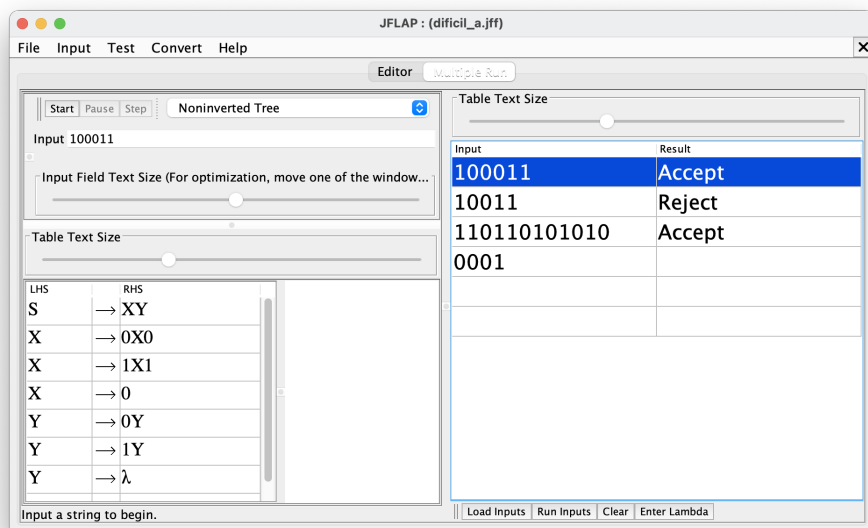 JFLAP : (dificil_a.jff)
File Input Test Convert Help
Editor Multiple Run
Start Pause Step Noninverted Tree
Input 100011
Input Field Text Size (For optimization, move one of the window...
Table Text Size
LHS RHS
S → XY
X → 0X0
X → 1X1
X → 0
Y → 0Y
Y → 1Y
Y → λ
Input a string to begin.
Table Text Size
Input Result
100011 Accept
10011 Reject
110110101010 Accept
0001
Load Inputs Run Inputs Clear Enter Lambda